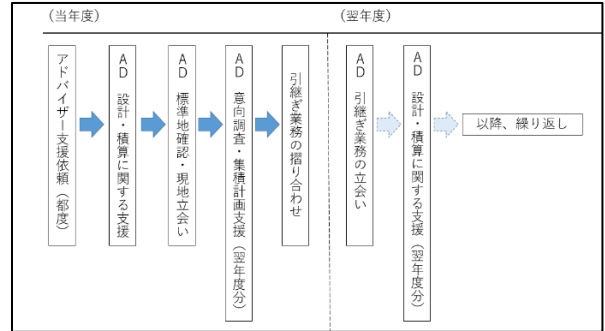 （当年度）
（翌年度）
アドバイザー支援依頼（都度）
AD　設計・積算に関する支援
AD　標準地確認・現地立会い
AD　意向調査・集積計画支援（翌年度分）
引継ぎ業務の摺り合わせ
AD　引継ぎ業務の立会い
AD　設計・積算に関する支援（翌年度分）
以降、繰り返し